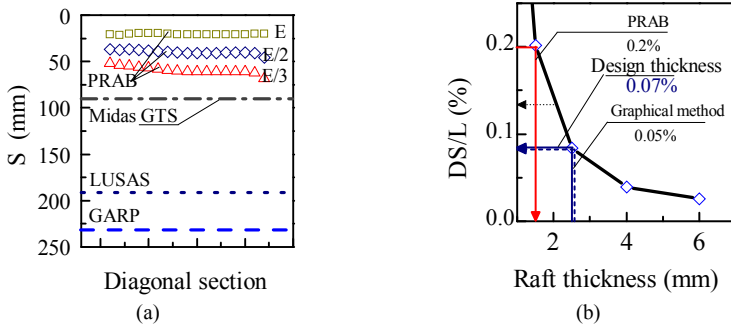 0
50
100
150
200
250
S (mm)
E
E/2
E/3
PRAB
Midas GTS
LUSAS
GARP
Diagonal section
(a)
0.2
0.1
0.0
DS/L (%)
PRAB
0.2%
Design thickness
0.07%
Graphical method
0.05%
2 4 6
Raft thickness (mm)
(b)